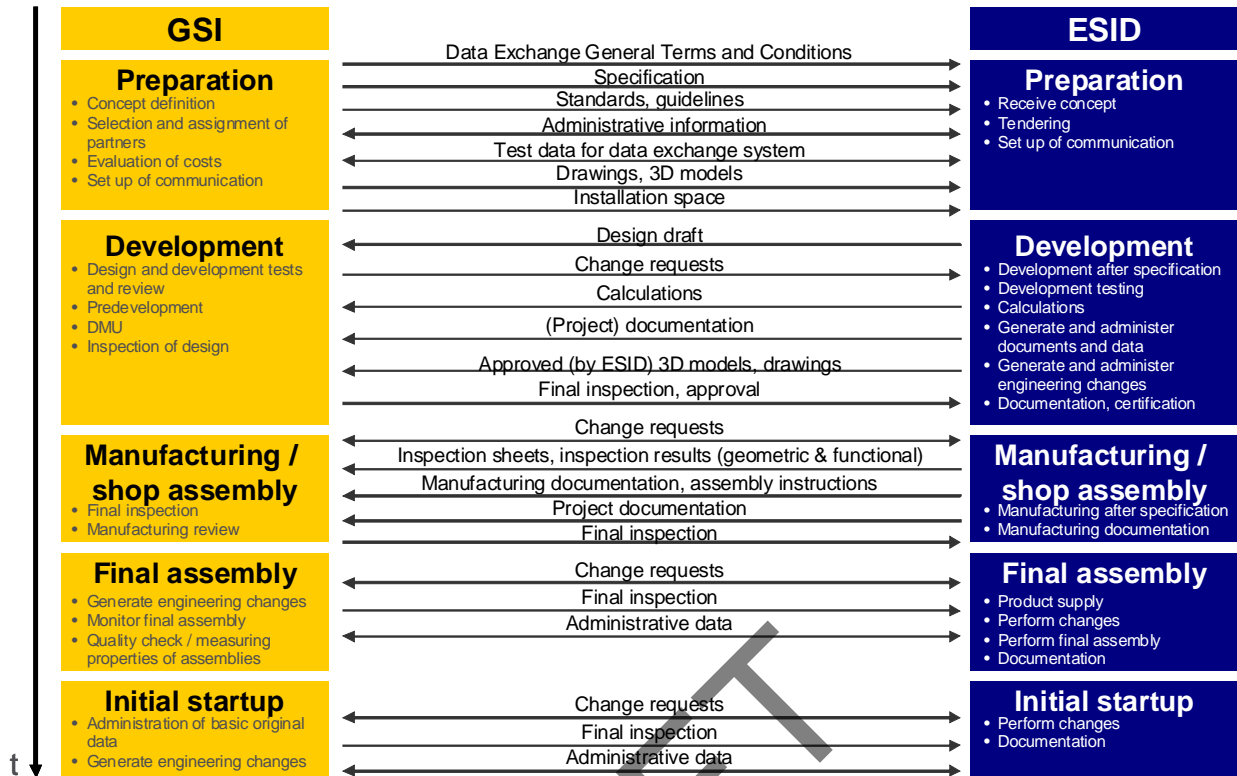 GSI
ESID
Data Exchange General Terms and Conditions
Preparation
• Concept definition
• Selection and assignment of
partners
• Evaluation of costs
• Set up of communication
Specification
Standards, guidelines
Administrative information
Test data for data exchange system
Drawings, 3D models
Installation space
Preparation
• Receive concept
• Tendering
• Set up of communication
Development
• Design and development tests
and review
• Predevelopment
• DMU
• Inspection of design
Design draft
Change requests
Calculations
(Project) documentation
Approved (by ESID) 3D models, drawings
Final inspection, approval
Development
• Development after specification
• Development testing
• Calculations
• Generate and administer
documents and data
• Generate and administer
engineering changes
• Documentation, certification
Manufacturing /
shop assembly
• Final inspection
• Manufacturing review
Change requests
Inspection sheets, inspection results (geometric & functional)
Manufacturing documentation, assembly instructions
Project documentation
Final inspection
Manufacturing /
shop assembly
• Manufacturing after specification
• Manufacturing documentation
Final assembly
• Generate engineering changes
• Monitor final assembly
• Quality check / measuring
properties of assemblies
Change requests
Final inspection
Administrative data
Final assembly
• Product supply
• Perform changes
• Perform final assembly
• Documentation
Initial startup
• Administration of basic original
data
• Generate engineering changes
Change requests
Final inspection
Administrative data
Initial startup
• Perform changes
• Documentation
t